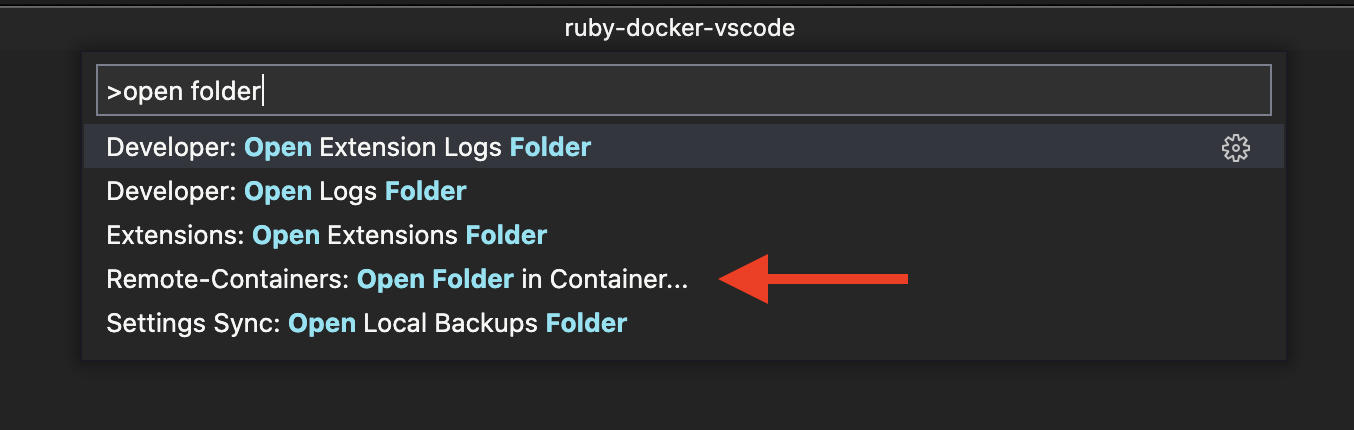 ruby-docker-vscode
>open folder
Developer: Open Extension Logs Folder
Developer: Open Logs Folder
Extensions: Open Extensions Folder
Remote-Containers: Open Folder in Container...
Settings Sync: Open Local Backups Folder